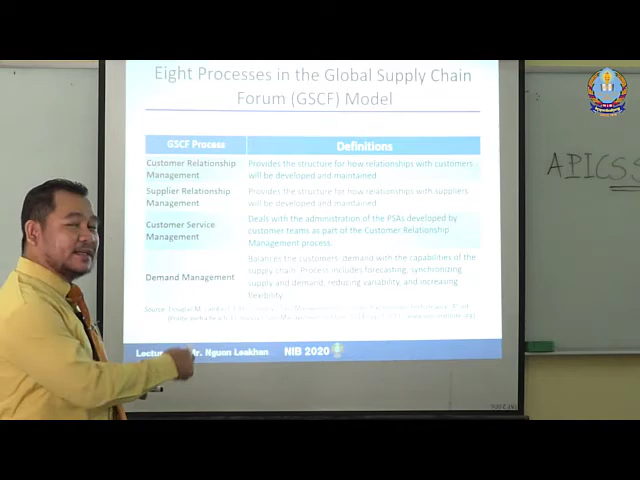 Eight Processes in the Global Supply Chain
Forum (GSCF) Model
GSCF Process
Definitions
Customer Relationship
Management
Provides the structure for how relationships with customers
will be developed and maintained
Supplier Relationship
Management
Provides the structure for how relationships with suppliers
will be developed and maintained
Customer Service
Management
Deals with the administration of the PSAs developed by
customer teams as part of the Customer Relationship
Management process.
Demand Management
Balances the customers' demand with the capabilities of the
supply chain. Process includes forecasting, synchronizing
supply and demand, reducing variability, and increasing
flexibility.
Source: Douglas M.
Mr. Nguon Leakhan NIB 2020
APICS